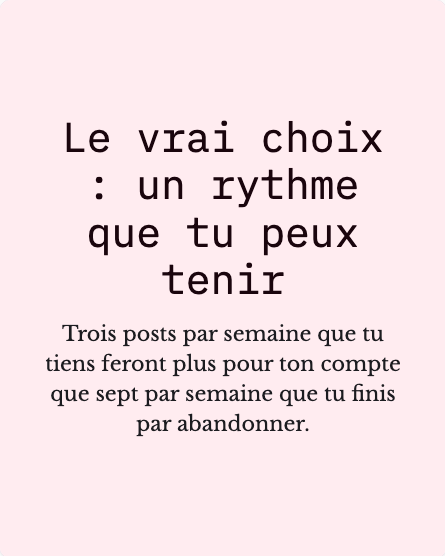 Le vrai choix
: un rythme
que tu peux
tenir
Trois posts par semaine que tu
tiens feront plus pour ton compte
que sept par semaine que tu finis
par abandonner.